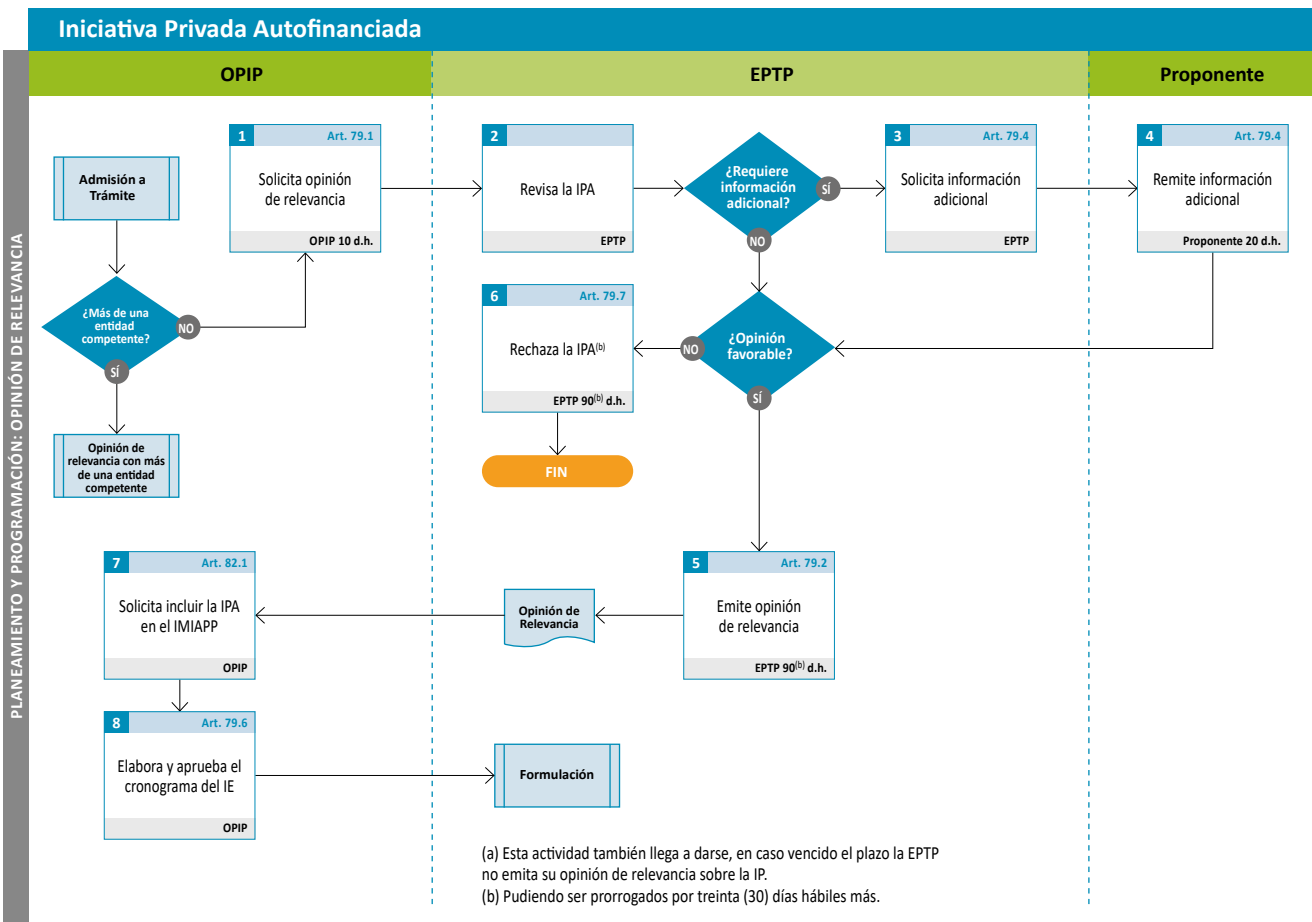 Iniciativa Privada Autofinanciada
PLANEAMIENTO Y PROGRAMACIÓN: OPINIÓN DE RELEVANCIA
OPIP
EPTP
Proponente
Admisión a
Trámite
¿Más de una
entidad
competente?
NO
SÍ
Opinión de
relevancia con más
de una entidad
competente
1
Art. 79.1
Solicita opinión
de relevancia
OPIP 10 d.h.
2
Revisa la IPA
EPTP
¿Requiere
información
adicional?
SÍ
NO
3
Art. 79.4
Solicita información
adicional
EPTP
4
Art. 79.4
Remite información
adicional
Proponente 20 d.h.
6
Art. 79.7
Rechaza la IPA(b)
EPTP 90(b) d.h.
FIN
¿Opinión
favorable?
NO
SÍ
5
Art. 79.2
Emite opinión
de relevancia
EPTP 90(b) d.h.
Opinión de
Relevancia
7
Art. 82.1
Solicita incluir la IPA
en el IMIAPP
OPIP
8
Art. 79.6
Elabora y aprueba el
cronograma del IE
OPIP
Formulación
(a) Esta actividad también llega a darse, en caso vencido el plazo la EPTP
no emita su opinión de relevancia sobre la IP.
(b) Pudiendo ser prorrogados por treinta (30) días hábiles más.